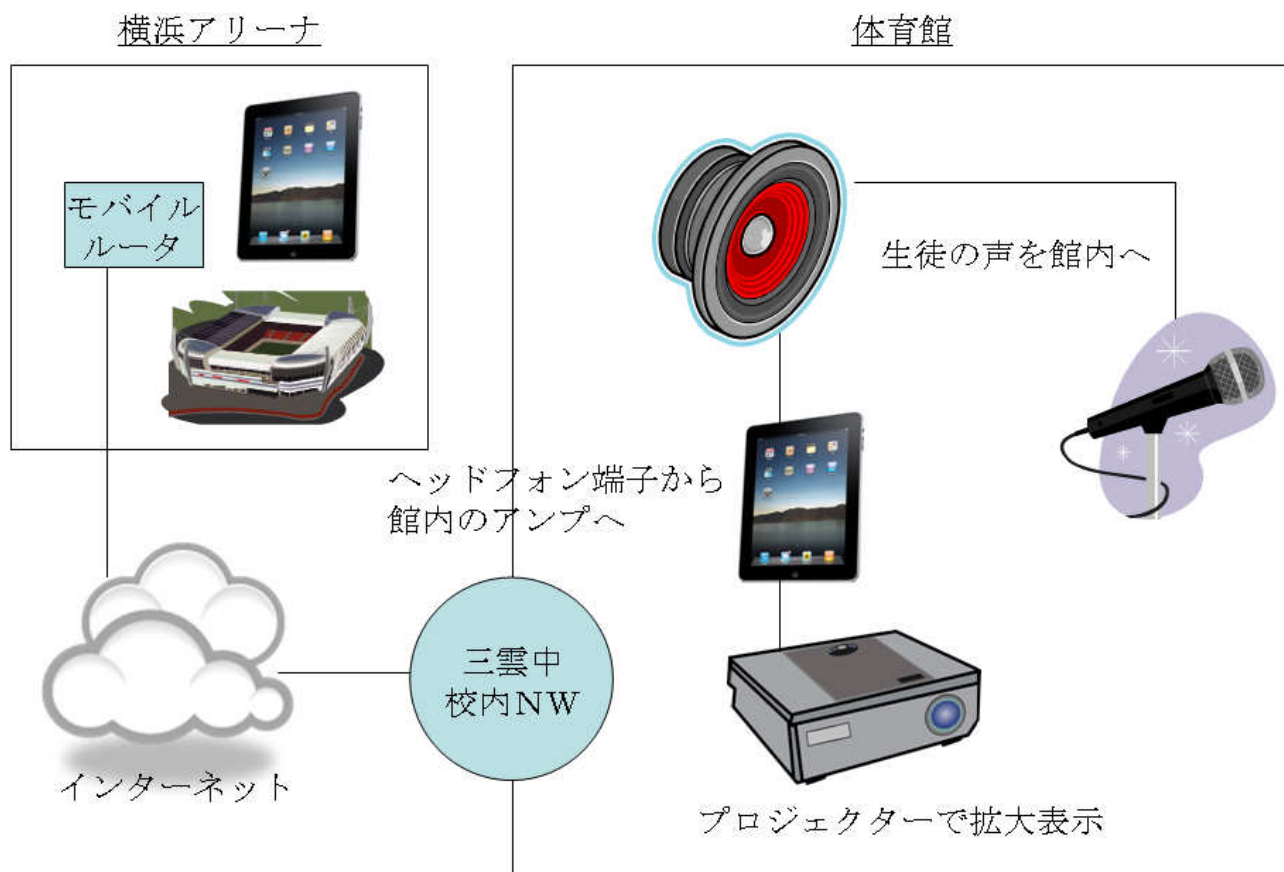 横浜アリーナ
体育館
モバイル
ルータ
生徒の声を館内へ
ヘッドフォン端子から
館内のアンプへ
三雲中
校内NW
インターネット
プロジェクターで拡大表示